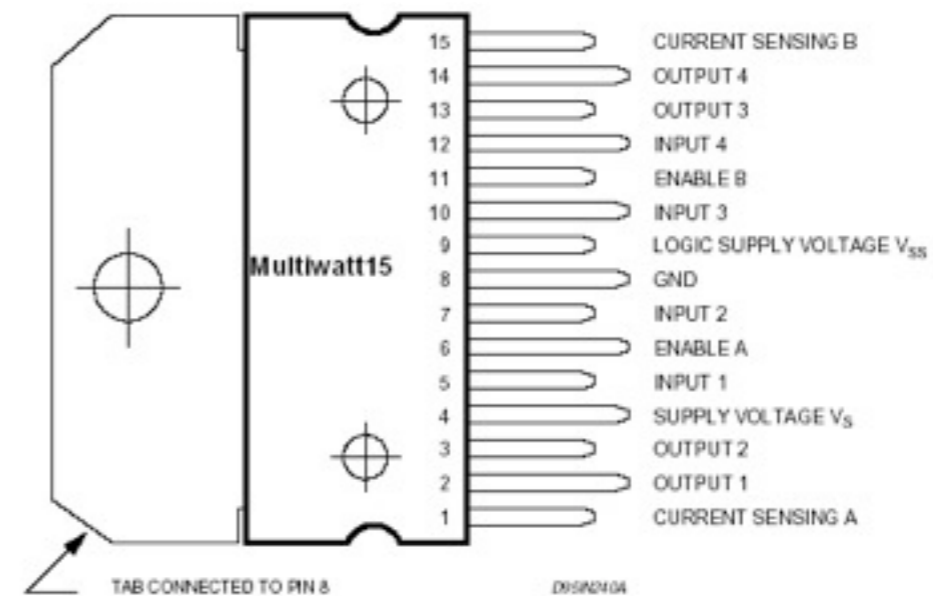 15 CURRENT SENSING B
14 OUTPUT 4
13 OUTPUT 3
12 INPUT 4
11 ENABLE B
10 INPUT 3
9 LOGIC SUPPLY VOLTAGE VSS
Multiwatt15
8 GND
7 INPUT 2
6 ENABLE A
5 INPUT 1
4 SUPPLY VOLTAGE VS
3 OUTPUT 2
2 OUTPUT 1
1 CURRENT SENSING A
TAB CONNECTED TO PIN 8
D95IN240A